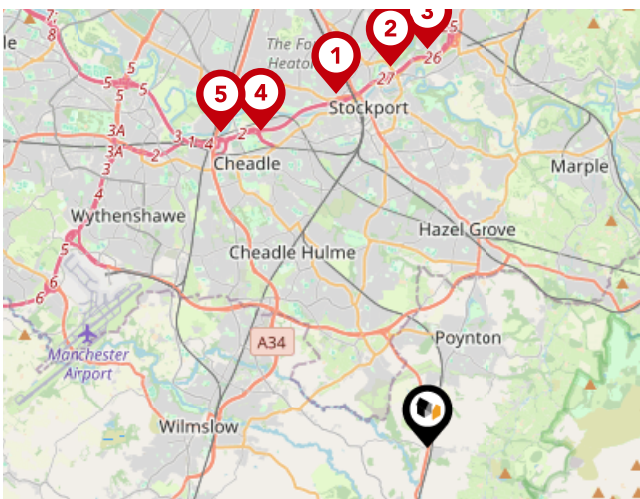 7
8
le
The Fo
Heato
3
2
1
25
26
27
5
5
5
5
5
4
Stockport
3A
3A
3
1
4
2
2
Cheadle
Marple
3
4
Wythenshawe
Hazel Grove
5
Cheadle Hulme
6
6
A34
Poynton
Manchester
Airport
Wilmslow